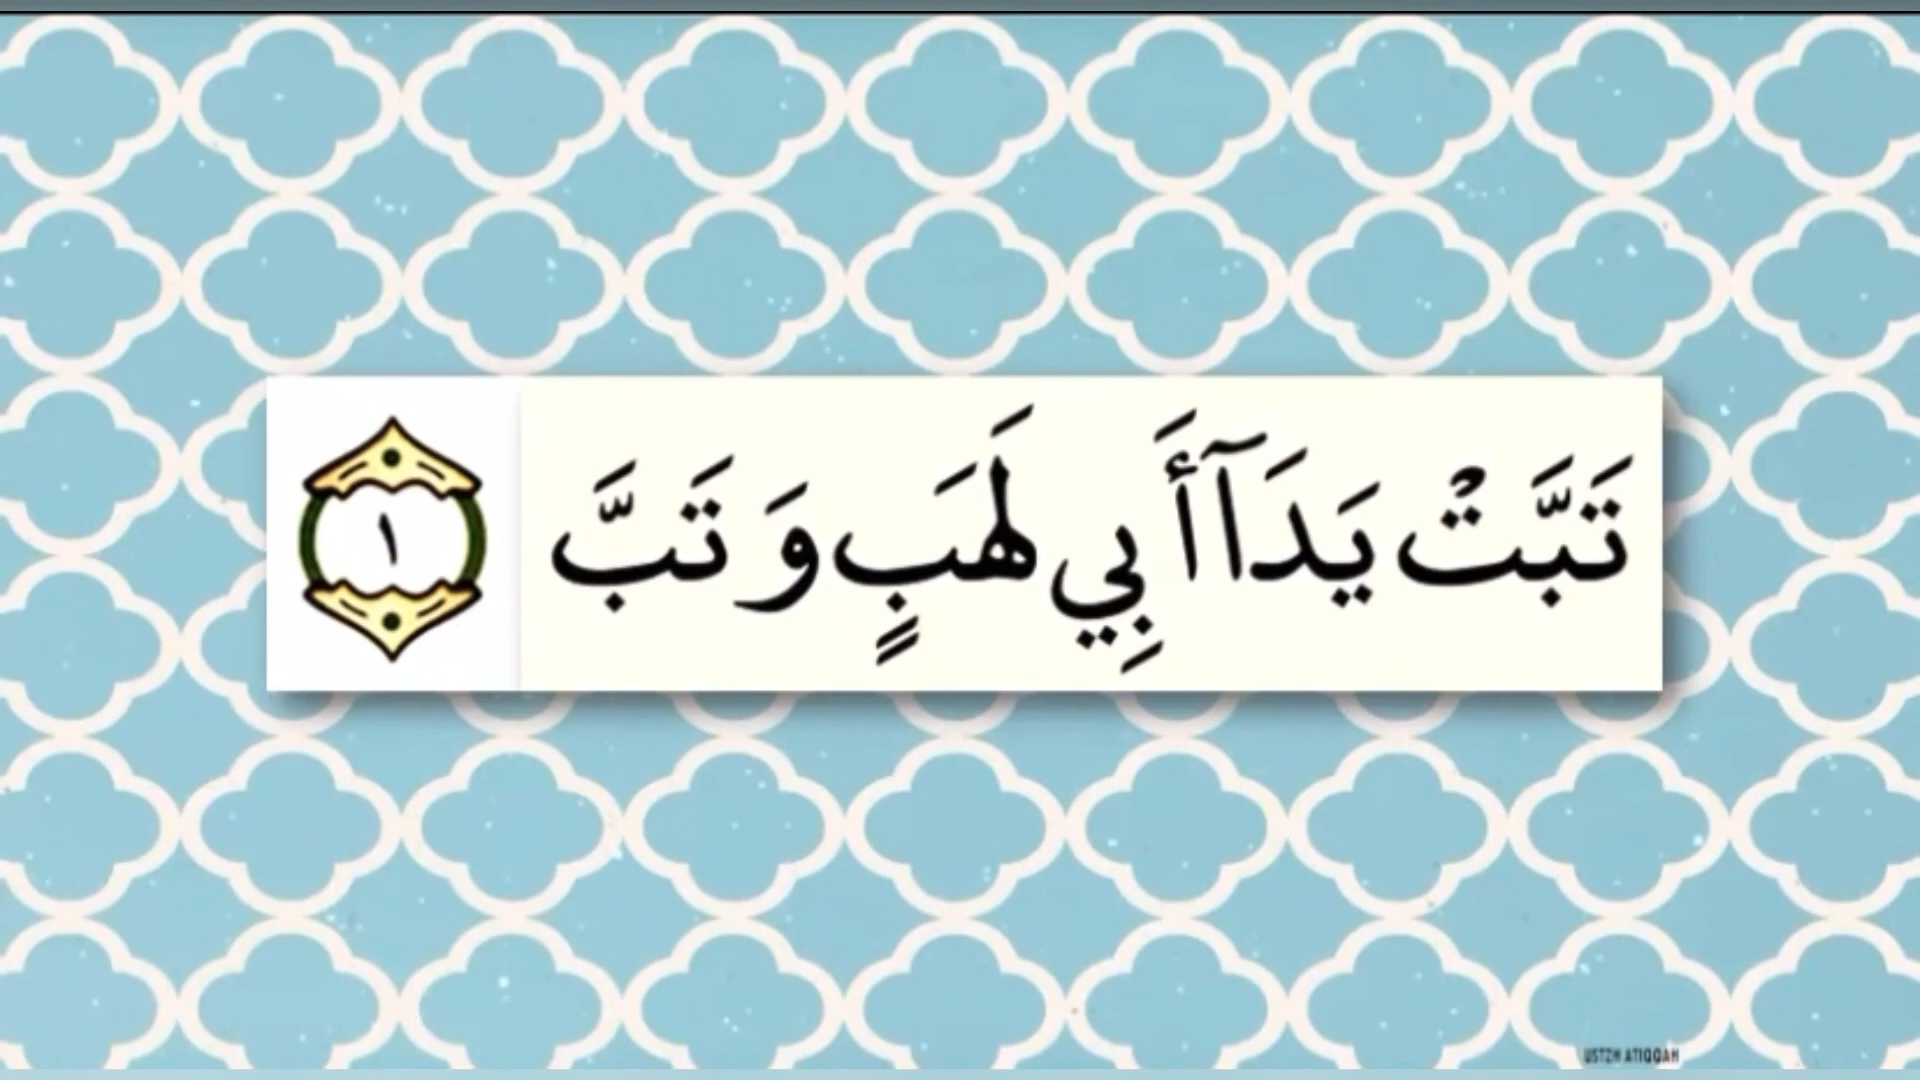 تَبَّتْ يَدَآ أَبِي لَهَبٍ وَ تَبَّ ١
USTZH ATIQQAH